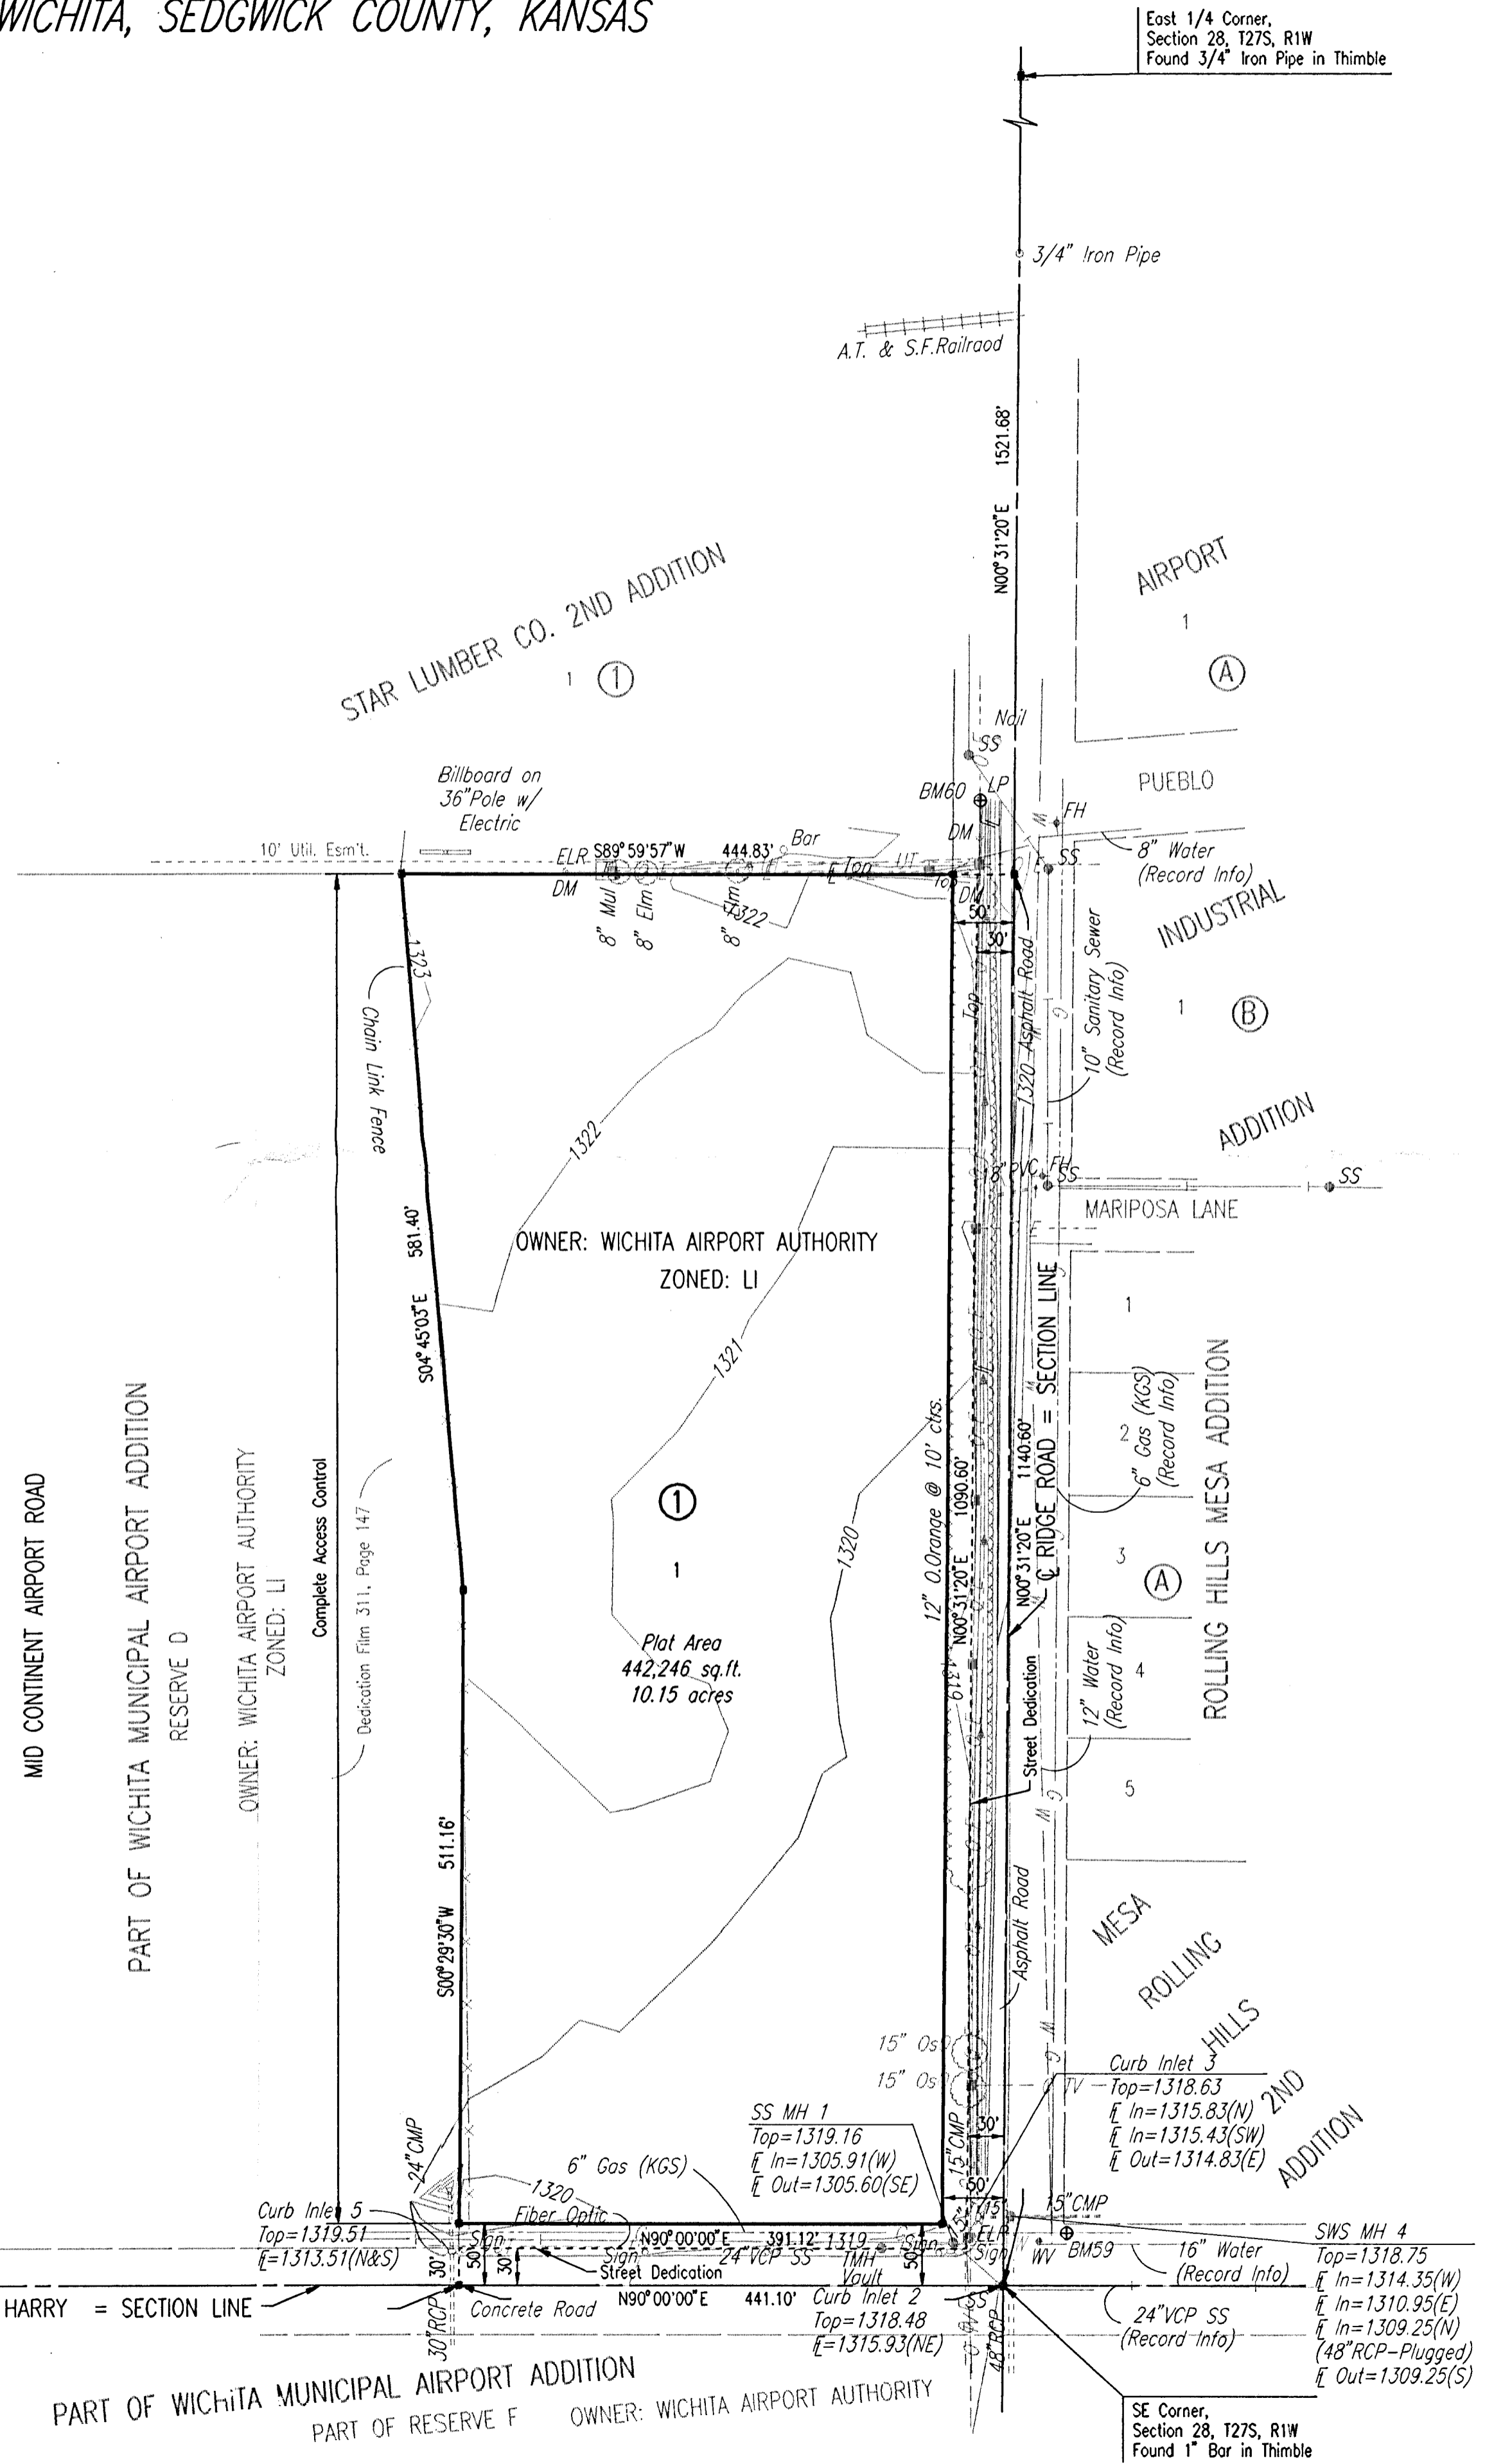 WICHITA, SEDGWICK COUNTY, KANSAS
East 1/4 Corner,
Section 28, T27S, R1W
Found 3/4" Iron Pipe in Thimble
3/4" Iron Pipe
A.T. & S.F.Railraod
N00°31'20"E 1521.68'
AIRPORT
1
A
STAR LUMBER CO. 2ND ADDITION
1
1
Nail
SS
PUEBLO
Billboard on
36"Pole w/
Electric
BM60
LP
FH
W
DM
10' Util. Esm't.
ELR
S89°59'57"W 444.83'
Bar
Top
UT
SS
8" Water
(Record Info)
DM
DM
8" Mul
8" Elm
8" Elm
1322
50'
30'
INDUSTRIAL
1323
Chain Link Fence
Top
1320
Asphalt Road
G
10" Sanitary Sewer
(Record Info)
1
B
1322
ADDITION
8"PVC
FH
SS
SS
MARIPOSA LANE
S04°45'03"E 581.40'
OWNER: WICHITA AIRPORT AUTHORITY
ZONED: LI
1321
1
2
6" Gas (KGS)
(Record Info)
3
A
4
5
ROLLING HILLS MESA ADDITION
℄ RIDGE ROAD = SECTION LINE
N00°31'20"E 1140.60'
12" O.Orange @ 10' ctrs.
N00°31'20"E 1090.60'
MID CONTINENT AIRPORT ROAD
PART OF WICHITA MUNICIPAL AIRPORT ADDITION
RESERVE D
OWNER: WICHITA AIRPORT AUTHORITY
ZONED: LI
Complete Access Control
Dedication Film 311, Page 147
1
1
1320
Plat Area
442,246 sq.ft.
10.15 acres
1319
Street Dedication
12" Water
(Record Info)
G
W
S00°29'30"W 511.16'
Asphalt Road
MESA
ROLLING
HILLS
2ND
ADDITION
W
G
15" Os
15" Os
TV
Curb Inlet 3
Top=1318.63
℄ In=1315.83(N)
℄ In=1315.43(SW)
℄ Out=1314.83(E)
30'
15"CMP
SS MH 1
Top=1319.16
℄ In=1305.91(W)
℄ Out=1305.60(SE)
24"CMP
6" Gas (KGS)
50'
15"CMP
1320
Fiber Optic
Curb Inlet 5
Top=1319.51
℄=1313.51(N&S)
N90°00'00"E 391.12'
1319
Sign
Sign
Sign
Sign
ELR
WV
BM59
24"VCP SS
TMH
Vault
16" Water
(Record Info)
SWS MH 4
Top=1318.75
℄ In=1314.35(W)
℄ In=1310.95(E)
℄ In=1309.25(N)
(48"RCP-Plugged)
℄ Out=1309.25(S)
30'
50'
30'
50'
Street Dedication
HARRY = SECTION LINE
Concrete Road
N90°00'00"E 441.10'
Curb Inlet 2
Top=1318.48
℄=1315.93(NE)
24"VCP SS
(Record Info)
30"RCP
48"RCP
PART OF WICHITA MUNICIPAL AIRPORT ADDITION
PART OF RESERVE F
OWNER: WICHITA AIRPORT AUTHORITY
SE Corner,
Section 28, T27S, R1W
Found 1" Bar in Thimble